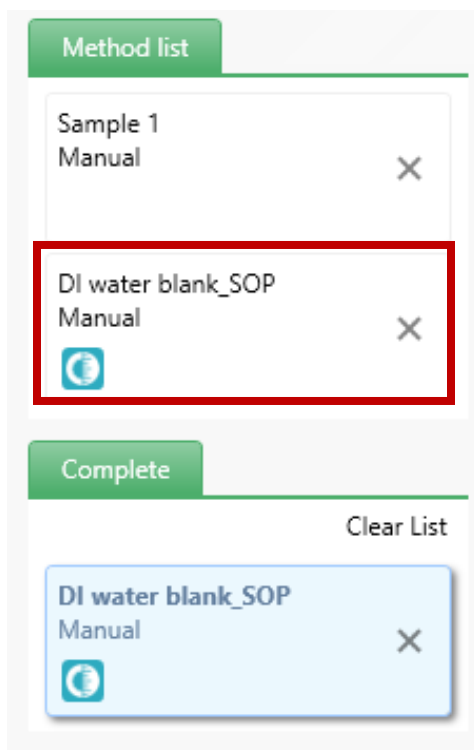 Method list
Sample 1
Manual
DI water blank_SOP
Manual
Complete
Clear List
DI water blank_SOP
Manual